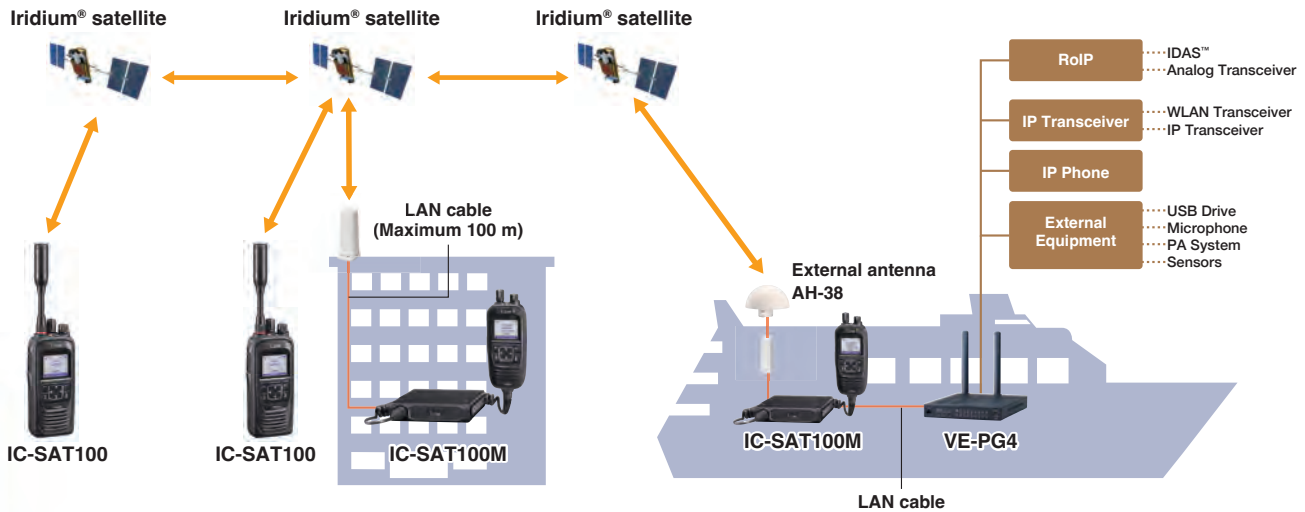 Iridium® satellite
Iridium® satellite
Iridium® satellite
RoIP
IDAS™
Analog Transceiver
IP Transceiver
WLAN Transceiver
IP Transceiver
IP Phone
External
Equipment
USB Drive
Microphone
PA System
Sensors
LAN cable
(Maximum 100 m)
External antenna
AH-38
IC-SAT100
IC-SAT100
IC-SAT100M
IC-SAT100M
VE-PG4
LAN cable